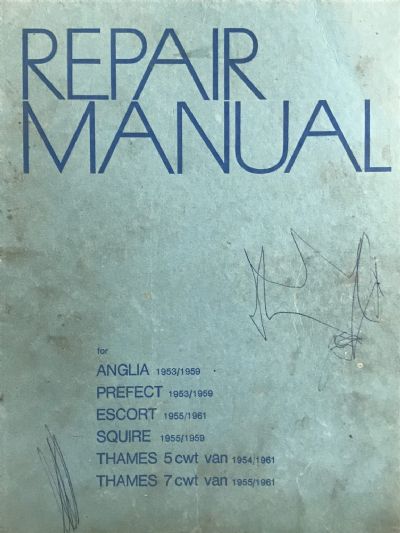 REPAIR
MANUAL
for
ANGLIA 1953/1959
PREFECT 1953/1959
ESCORT 1955/1961
SQUIRE 1955/1959
THAMES 5 cwt van 1954/1961
THAMES 7 cwt van 1955/1961